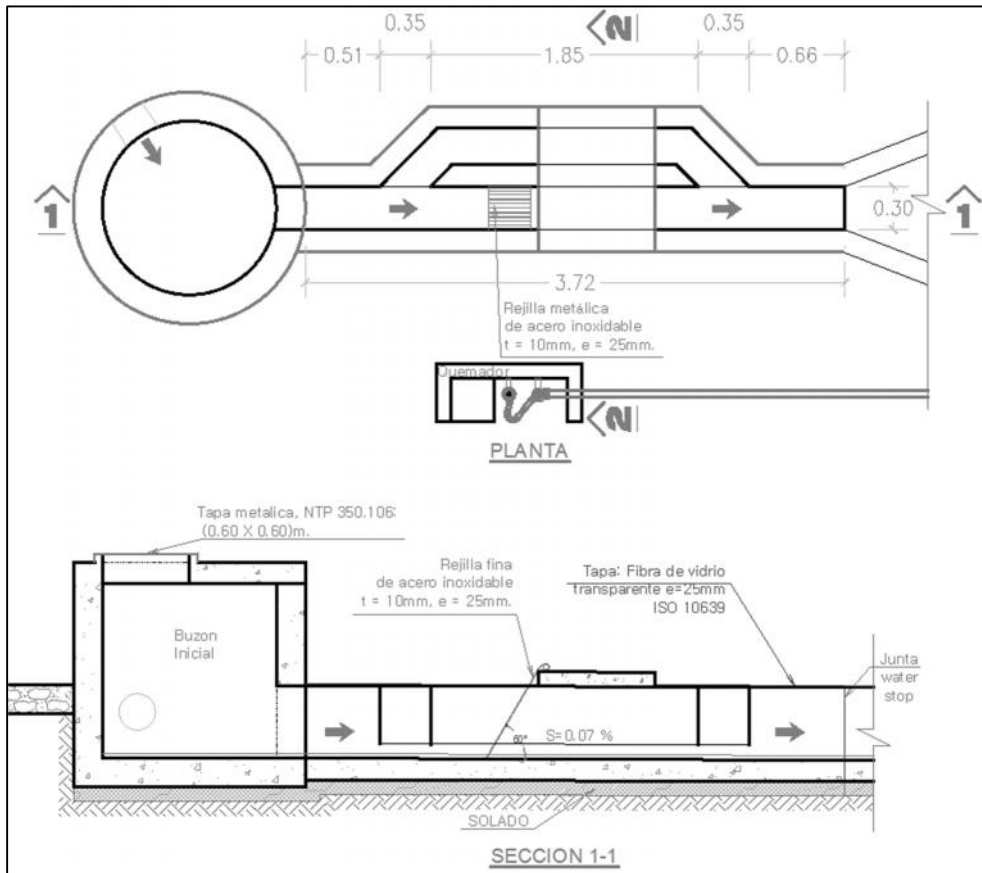 0.35
2
0.35
0.51
1.85
0.66
1
0.30
1
3.72
Rejilla metálica
de acero inoxidable
t = 10mm, e = 25mm.
Quemador
2
PLANTA
Tapa metalica, NTP 350.106:
(0.60 X 0.60)m.
Rejilla fina
de acero inoxidable
t = 10mm, e = 25mm.
Tapa: Fibra de vidrio
transparente e=25mm
ISO 10639
Buzon
Inicial
Junta
water
stop
60°
S=0.07 %
SOLADO
SECCION 1-1